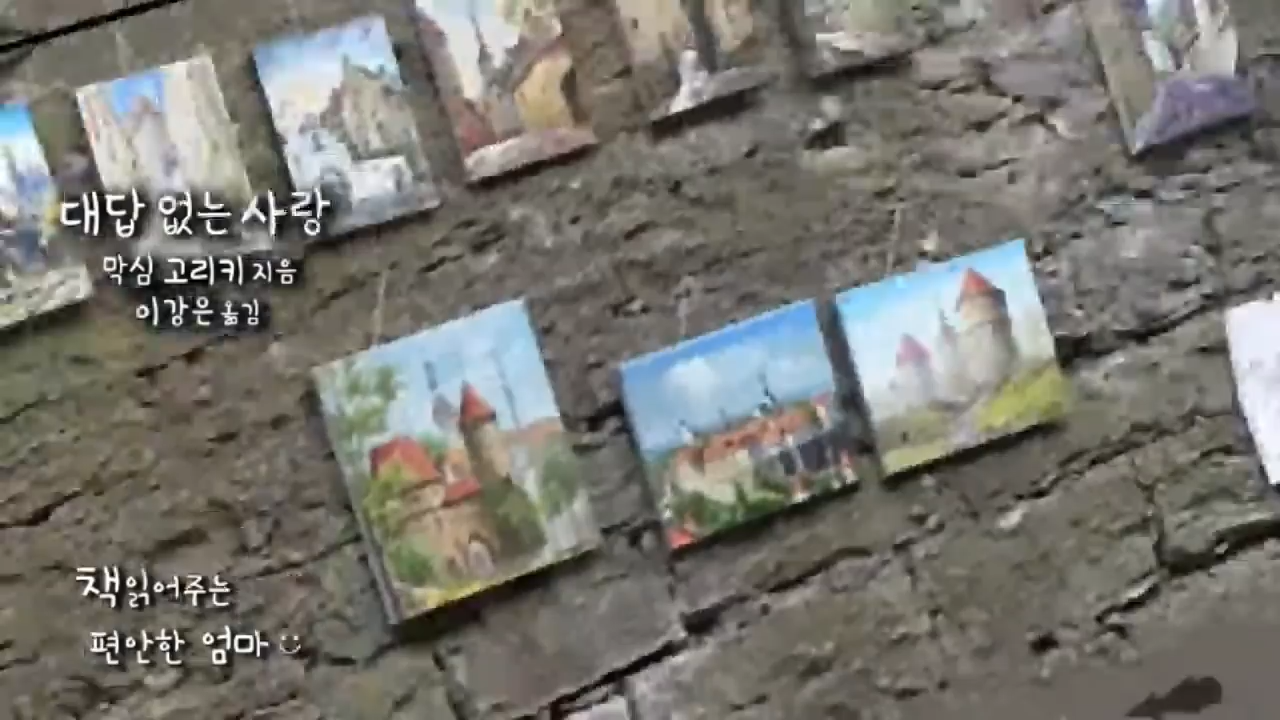 대답 없는 사랑
막심 고리키 지음
이강은 옮김
책읽어주는
편안한 엄마